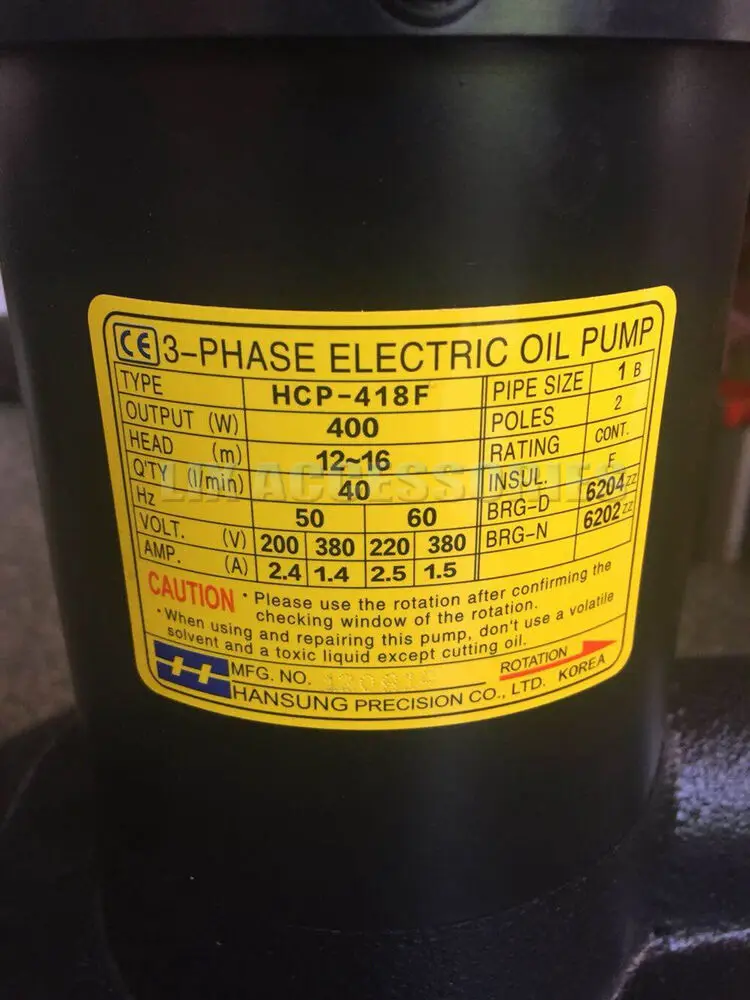 CE 3-PHASE ELECTRIC OIL PUMP
TYPE HCP-418F PIPE SIZE 1 B
OUTPUT (W) 400 POLES 2
HEAD (m) 12~16 RATING CONT.
Q'TY (l/min) 40 INSUL. F
Hz 50 60 BRG-D 6204ZZ
VOLT. (V) 200 380 220 380 BRG-N 6202ZZ
AMP. (A) 2.4 1.4 2.5 1.5
CAUTION • Please use the rotation after confirming the
checking window of the rotation.
• When using and repairing this pump, don't use a volatile
solvent and a toxic liquid except cutting oil.
H MFG. NO. ROTATION
HANSUNG PRECISION CO., LTD. KOREA